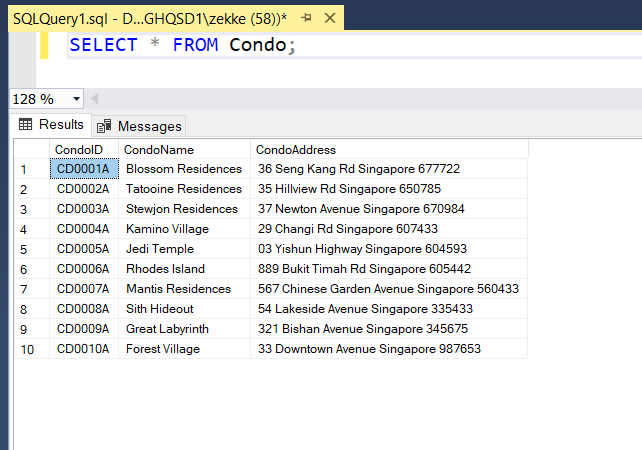 SQLQuery1.sql - D...GHQSD1\zekke (58))*
SELECT * FROM Condo;
128 %
Results Messages
CondoID CondoName CondoAddress
1 CD0001A Blossom Residences 36 Seng Kang Rd Singapore 677722
2 CD0002A Tatooine Residences 35 Hillview Rd Singapore 650785
3 CD0003A Stewjon Residences 37 Newton Avenue Singapore 670984
4 CD0004A Kamino Village 29 Changi Rd Singapore 607433
5 CD0005A Jedi Temple 03 Yishun Highway Singapore 604593
6 CD0006A Rhodes Island 889 Bukit Timah Rd Singapore 605442
7 CD0007A Mantis Residences 567 Chinese Garden Avenue Singapore 560433
8 CD0008A Sith Hideout 54 Lakeside Avenue Singapore 335433
9 CD0009A Great Labyrinth 321 Bishan Avenue Singapore 345675
10 CD0010A Forest Village 33 Downtown Avenue Singapore 987653